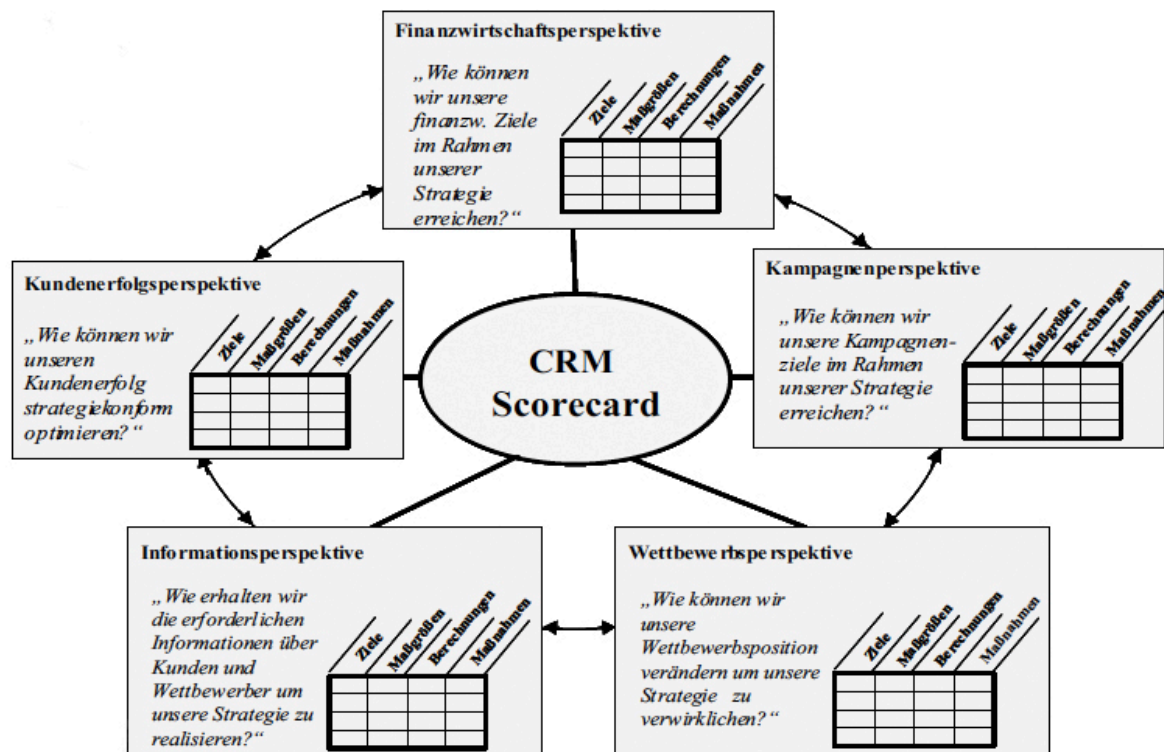 Finanzwirtschaftsperspektive
„Wie können
wir unsere
finanzw. Ziele
im Rahmen
unserer
Strategie
erreichen?“
Ziele
Maßgrößen
Berechnungen
Maßnahmen
Kundenerfolgsperspektive
„Wie können wir
unseren
Kundenerfolg
strategiekonform
optimieren?“
Ziele
Maßgrößen
Berechnungen
Maßnahmen
CRM
Scorecard
Kampagnenperspektive
„Wie können wir
unsere Kampagnen-
ziele im Rahmen
unserer Strategie
erreichen?“
Ziele
Maßgrößen
Berechnungen
Maßnahmen
Informationsperspektive
„Wie erhalten wir
die erforderlichen
Informationen über
Kunden und
Wettbewerber um
unsere Strategie zu
realisieren?“
Ziele
Maßgrößen
Berechnungen
Maßnahmen
Wettbewerbsperspektive
„Wie können wir
unsere
Wettbewerbsposition
verändern um unsere
Strategie zu
verwirklichen?“
Ziele
Maßgrößen
Berechnungen
Maßnahmen